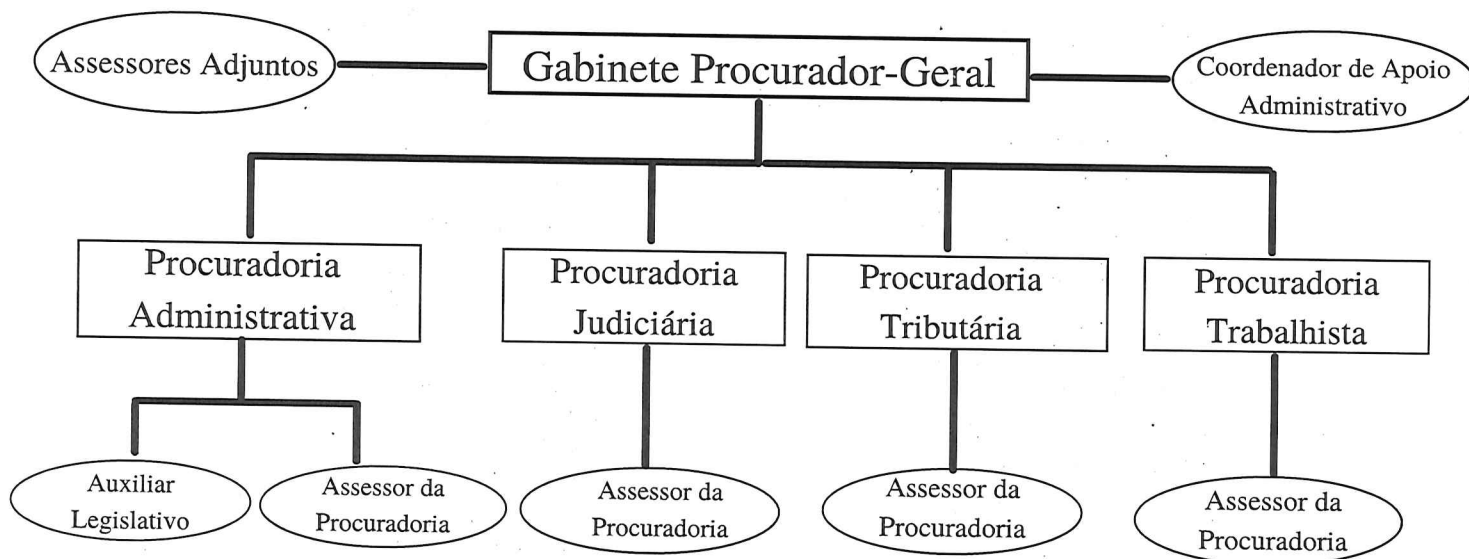 Assessores Adjuntos
Gabinete Procurador-Geral
Coordenador de Apoio
Administrativo
Procuradoria
Administrativa
Procuradoria
Judiciária
Procuradoria
Tributária
Procuradoria
Trabalhista
Auxiliar
Legislativo
Assessor da
Procuradoria
Assessor da
Procuradoria
Assessor da
Procuradoria
Assessor da
Procuradoria